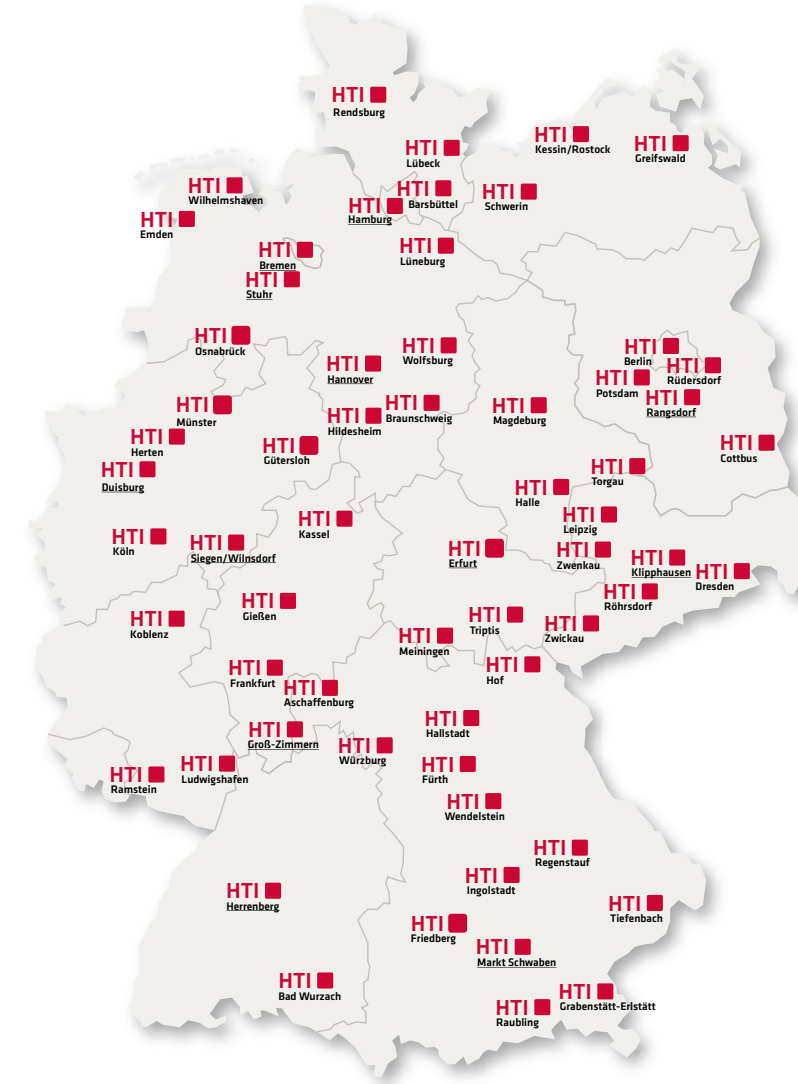 HTI
Rendsburg
HTI
Kessin/Rostock
HTI
Greifswald
HTI
Lübeck
HTI
Wilhelmshaven
HTI
Barsbüttel
HTI
Schwerin
HTI
Hamburg
HTI
Emden
HTI
Bremen
HTI
Lüneburg
HTI
Stuhr
HTI
Osnabrück
HTI
Wolfsburg
HTI
Berlin
HTI
Hannover
HTI
Rüdersdorf
HTI
Potsdam
HTI
Rangsdorf
HTI
Münster
HTI
Braunschweig
HTI
Magdeburg
HTI
Hildesheim
HTI
Herten
HTI
Gütersloh
HTI
Cottbus
HTI
Duisburg
HTI
Torgau
HTI
Halle
HTI
Kassel
HTI
Leipzig
HTI
Köln
HTI
Siegen/Wilnsdorf
HTI
Erfurt
HTI
Zwenkau
HTI
Klipphausen
HTI
Dresden
HTI
Röhrsdorf
HTI
Gießen
HTI
Koblenz
HTI
Triptis
HTI
Zwickau
HTI
Meiningen
HTI
Hof
HTI
Frankfurt
HTI
Aschaffenburg
HTI
Hallstadt
HTI
Groß-Zimmern
HTI
Würzburg
HTI
Ludwigshafen
HTI
Fürth
HTI
Ramstein
HTI
Wendelstein
HTI
Regenstauf
HTI
Ingolstadt
HTI
Herrenberg
HTI
Tiefenbach
HTI
Friedberg
HTI
Markt Schwaben
HTI
Bad Wurzach
HTI
Grabenstätt-Erlstätt
HTI
Raubling